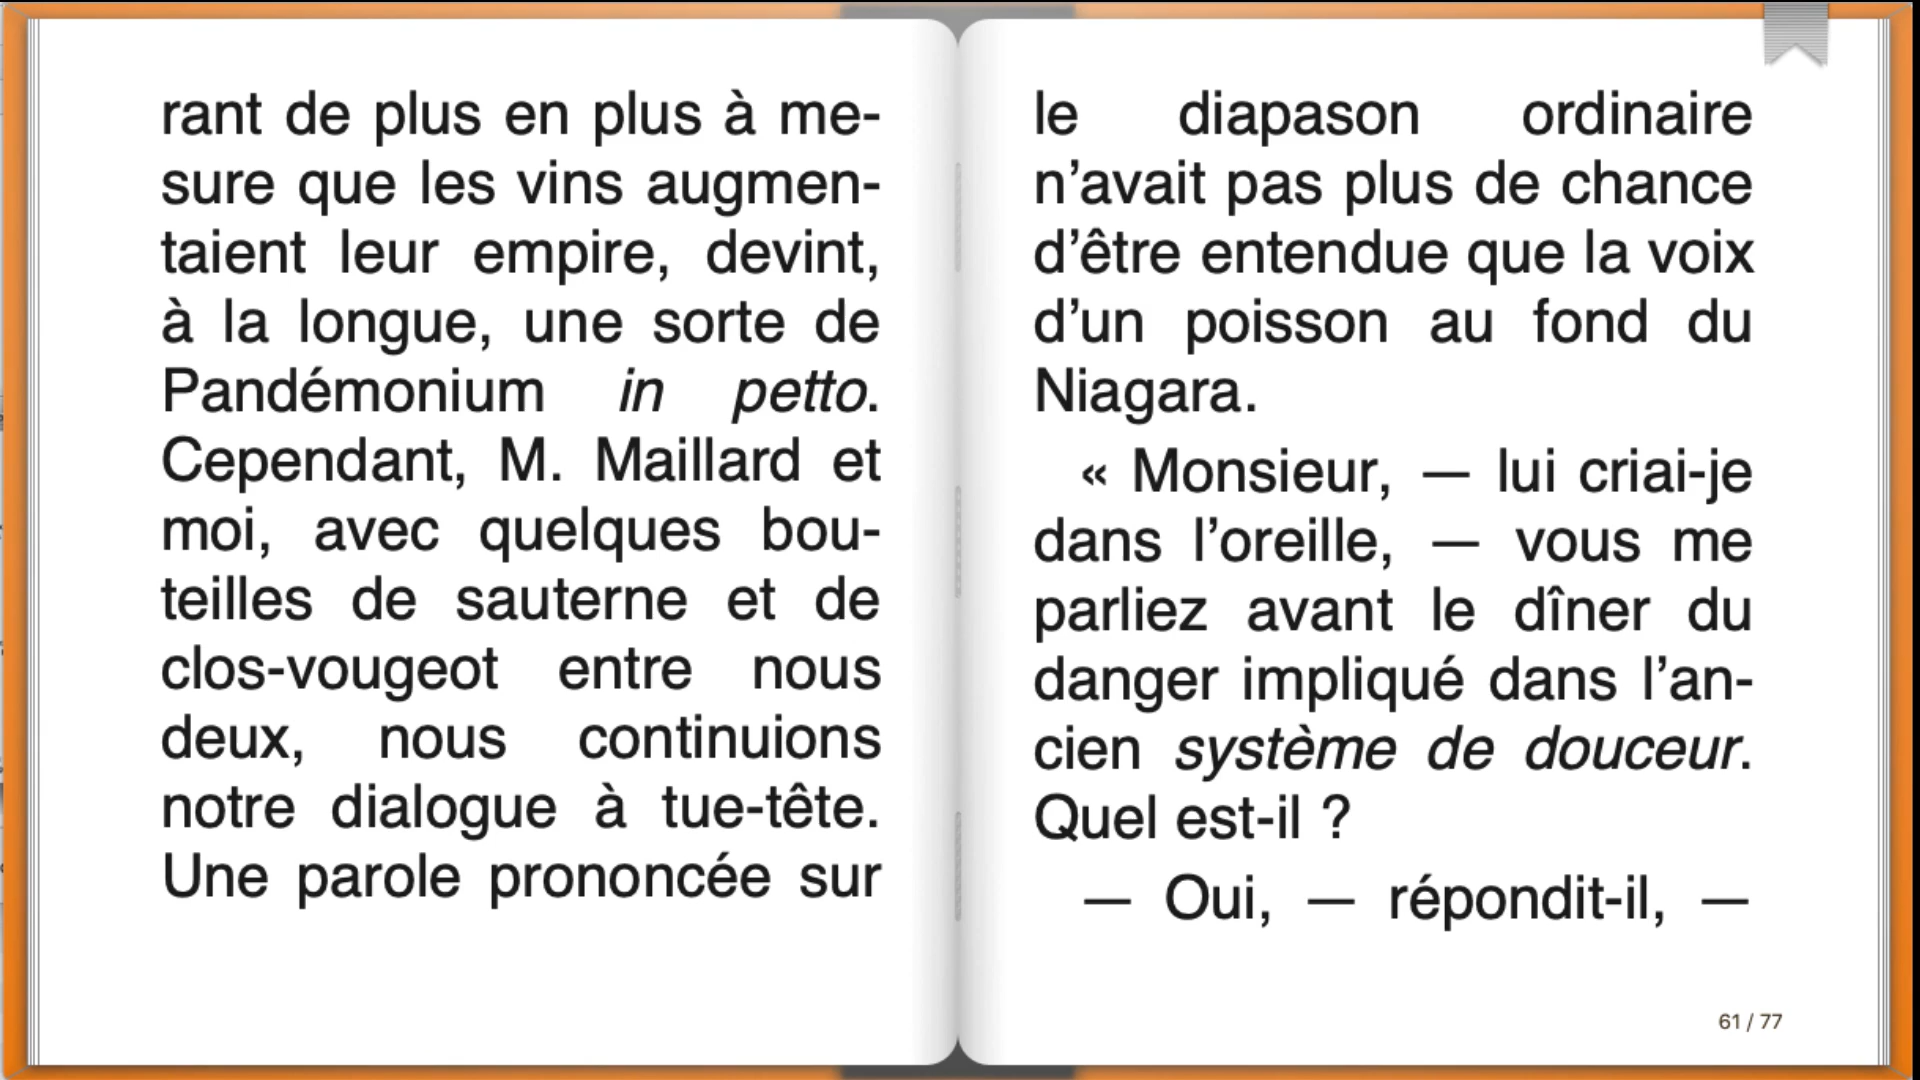 rant de plus en plus à me-
sure que les vins augmen-
taient leur empire, devint,
à la longue, une sorte de
Pandémonium in petto.
Cependant, M. Maillard et
moi, avec quelques bou-
teilles de sauterne et de
clos-vougeot entre nous
deux, nous continuions
notre dialogue à tue-tête.
Une parole prononcée sur
le diapason ordinaire
n’avait pas plus de chance
d’être entendue que la voix
d’un poisson au fond du
Niagara.
« Monsieur, — lui criai-je
dans l’oreille, — vous me
parliez avant le dîner du
danger impliqué dans l’an-
cien système de douceur.
Quel est-il ?
— Oui, — répondit-il, —
61 / 77